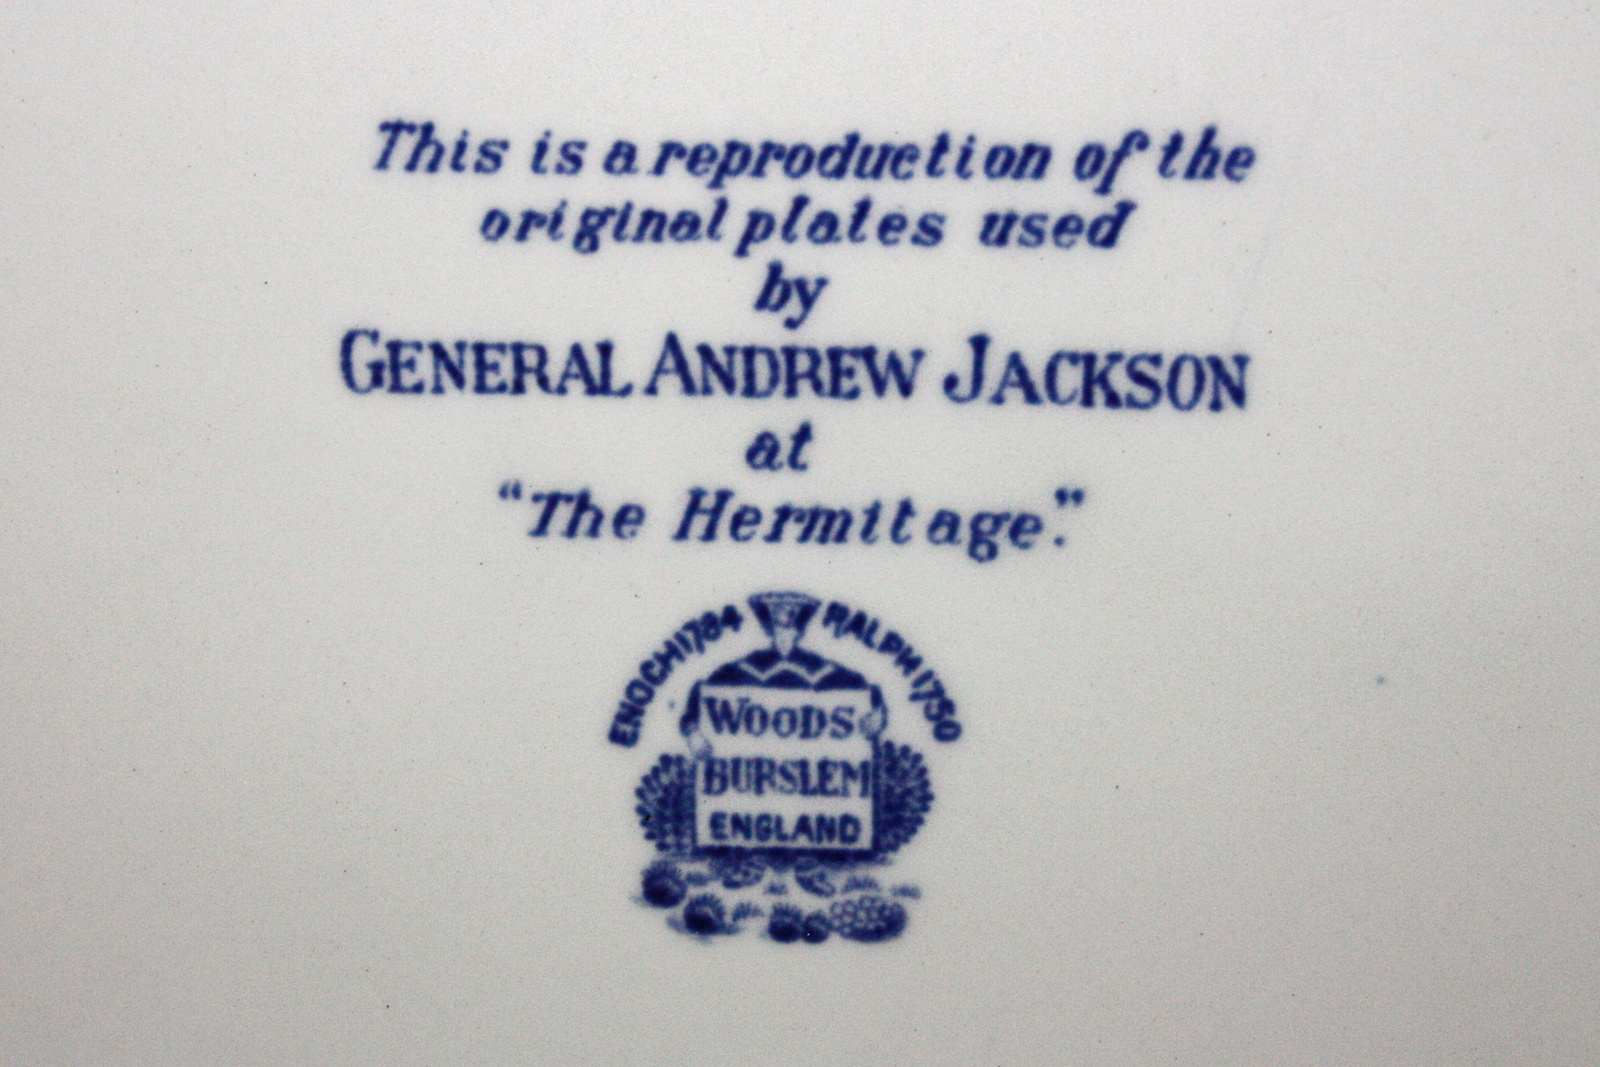 This is a reproduction of the
original plates used
by
GENERAL ANDREW JACKSON
at
"The Hermitage."
ENOCH 1784 RALPH 1750
WOODS
BURSLEM
ENGLAND